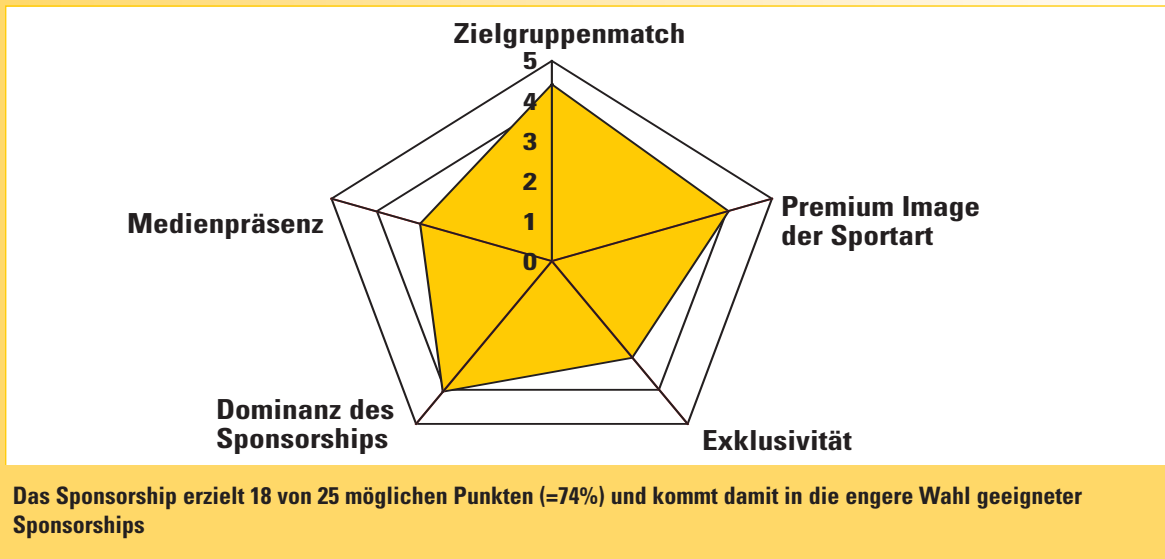 Zielgruppenmatch
5
4
3
2
1
0
Premium Image
der Sportart
Medienpräsenz
Dominanz des
Sponsorships
Exklusivität
Das Sponsorship erzielt 18 von 25 möglichen Punkten (=74%) und kommt damit in die engere Wahl geeigneter
Sponsorships